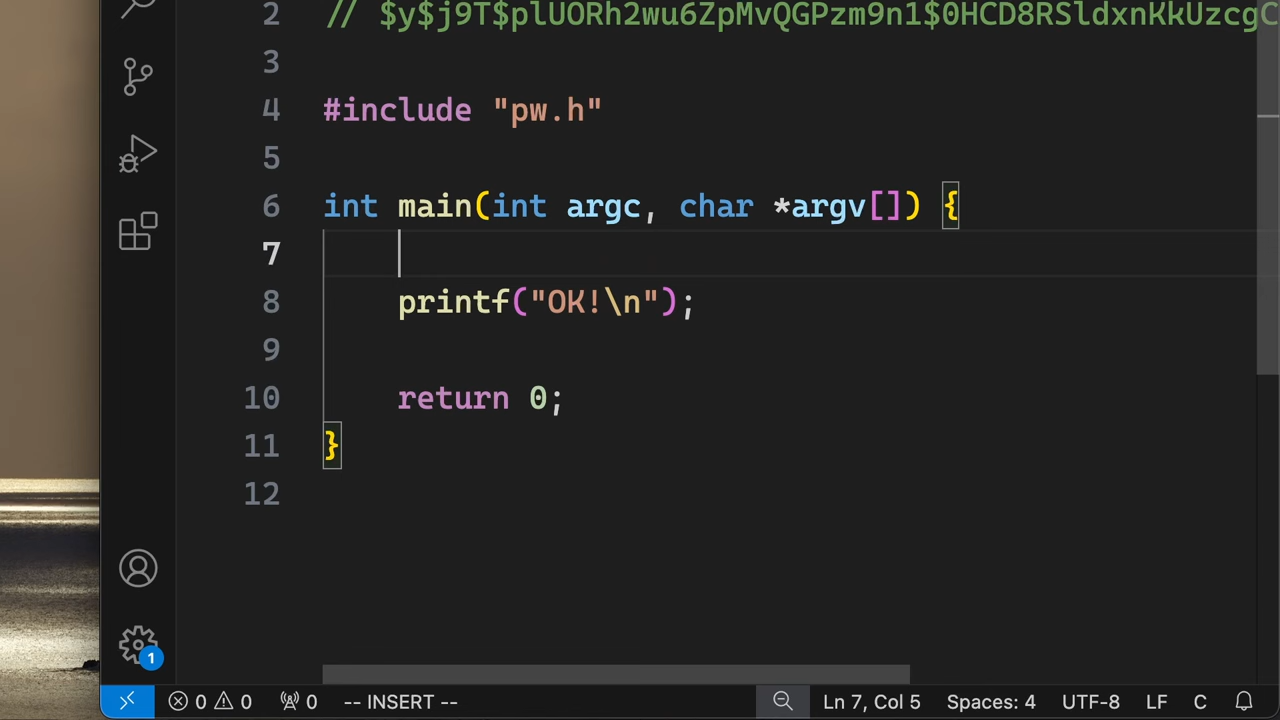 2 // $y$j9T$plUORh2wu6ZpMvQGPzm9n1$0HCD8RSldxnKkUzcgC
3
4 #include "pw.h"
5
6 int main(int argc, char *argv[]) {
7
8 printf("OK!\n");
9
10 return 0;
11 }
12
1
0 0 0 -- INSERT -- Ln 7, Col 5 Spaces: 4 UTF-8 LF C